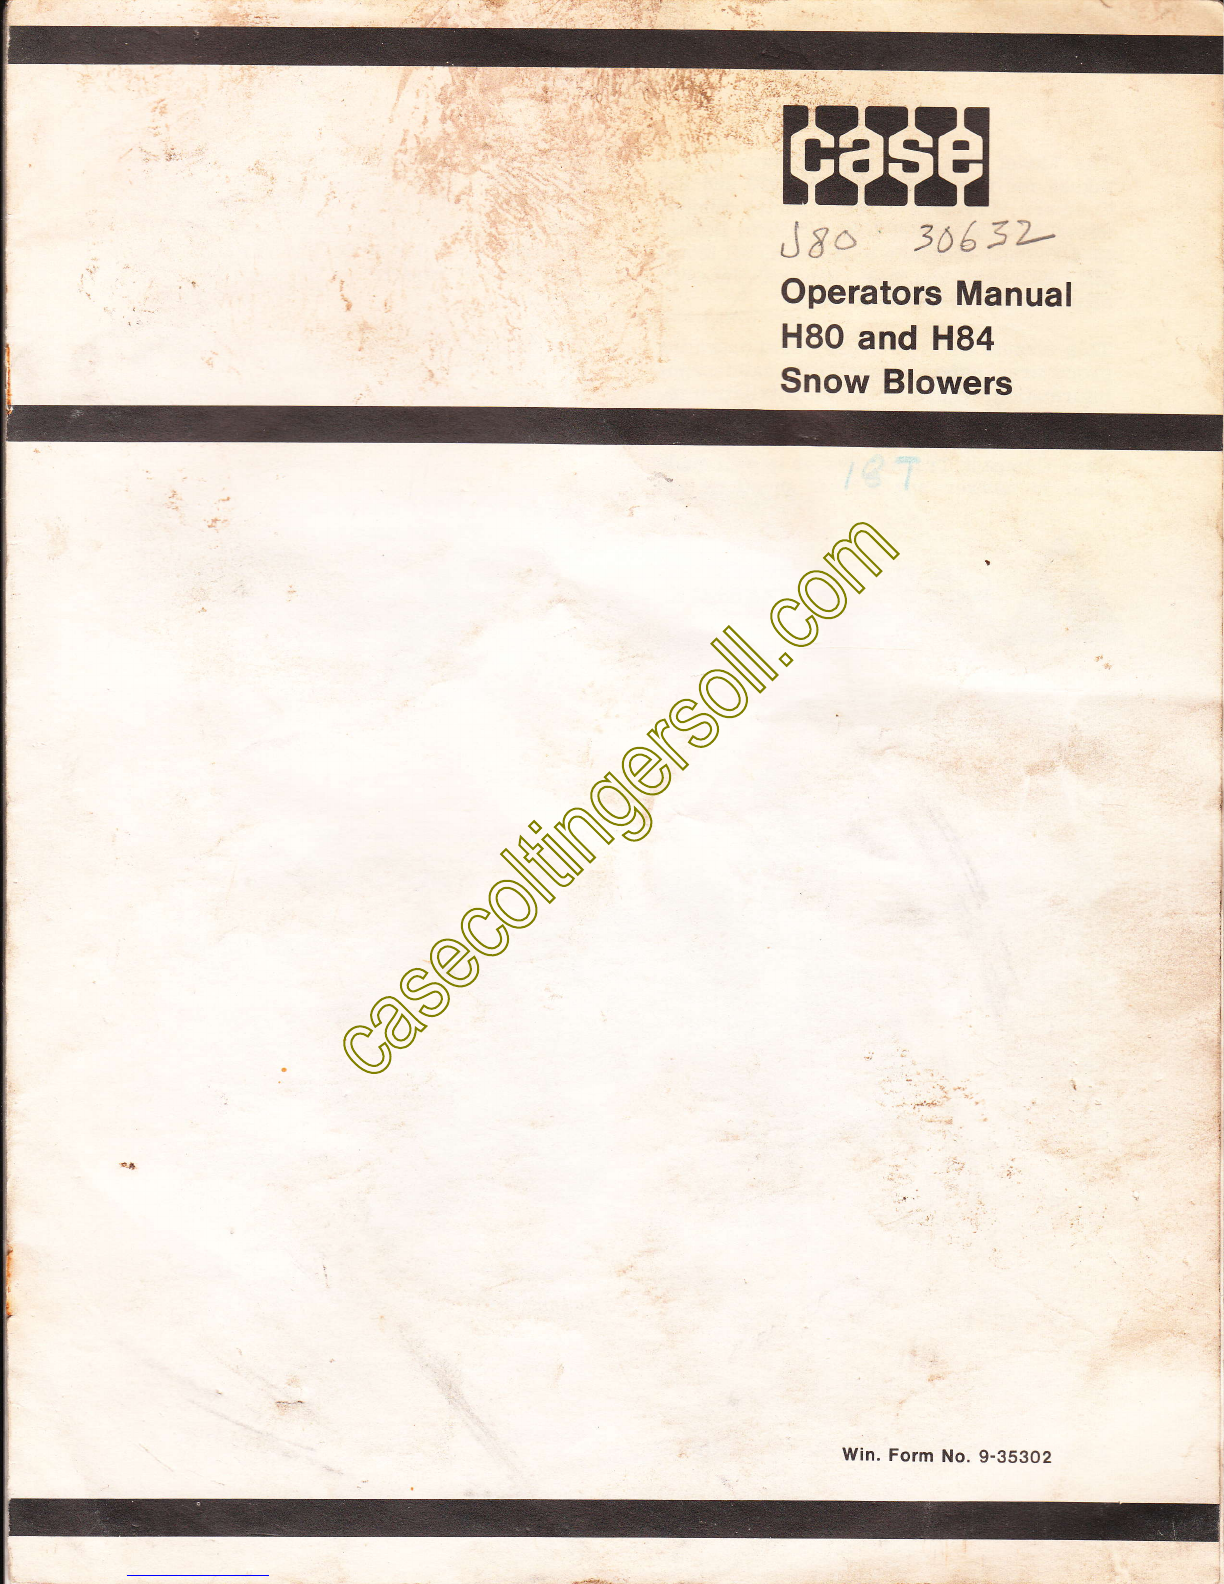 case
J80 30632
Operators Manual
H80 and H84
Snow Blowers
18T
casecoltingersoll.com
Win. Form No. 9-35302